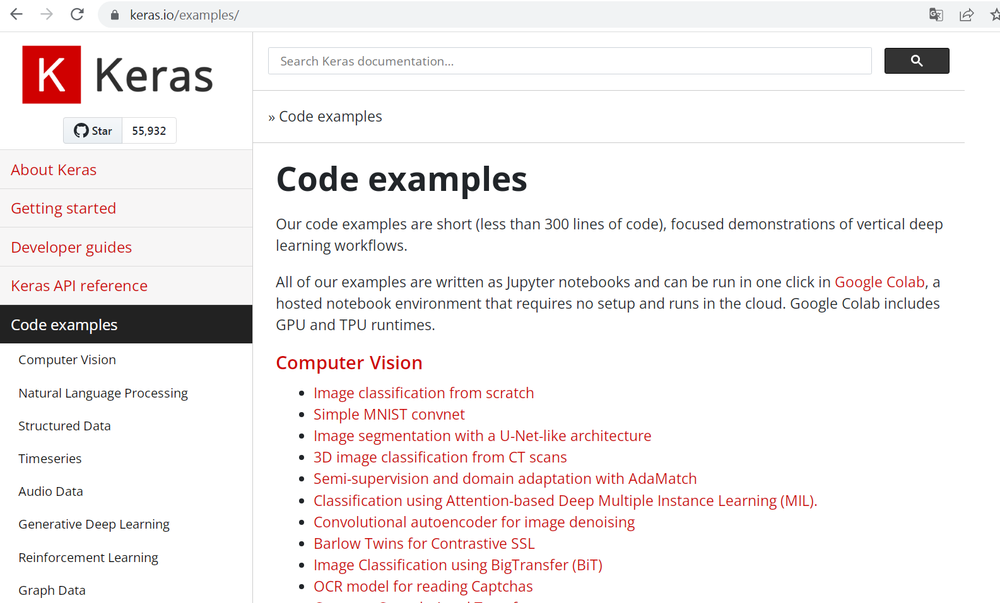 keras.io/examples/
K Keras
Star 55,932
About Keras
Getting started
Developer guides
Keras API reference
Code examples
Computer Vision
Natural Language Processing
Structured Data
Timeseries
Audio Data
Generative Deep Learning
Reinforcement Learning
Graph Data
Search Keras documentation...
» Code examples
Code examples
Our code examples are short (less than 300 lines of code), focused demonstrations of vertical deep
learning workflows.
All of our examples are written as Jupyter notebooks and can be run in one click in Google Colab, a
hosted notebook environment that requires no setup and runs in the cloud. Google Colab includes
GPU and TPU runtimes.
Computer Vision
• Image classification from scratch
• Simple MNIST convnet
• Image segmentation with a U-Net-like architecture
• 3D image classification from CT scans
• Semi-supervision and domain adaptation with AdaMatch
• Classification using Attention-based Deep Multiple Instance Learning (MIL).
• Convolutional autoencoder for image denoising
• Barlow Twins for Contrastive SSL
• Image Classification using BigTransfer (BiT)
• OCR model for reading Captchas